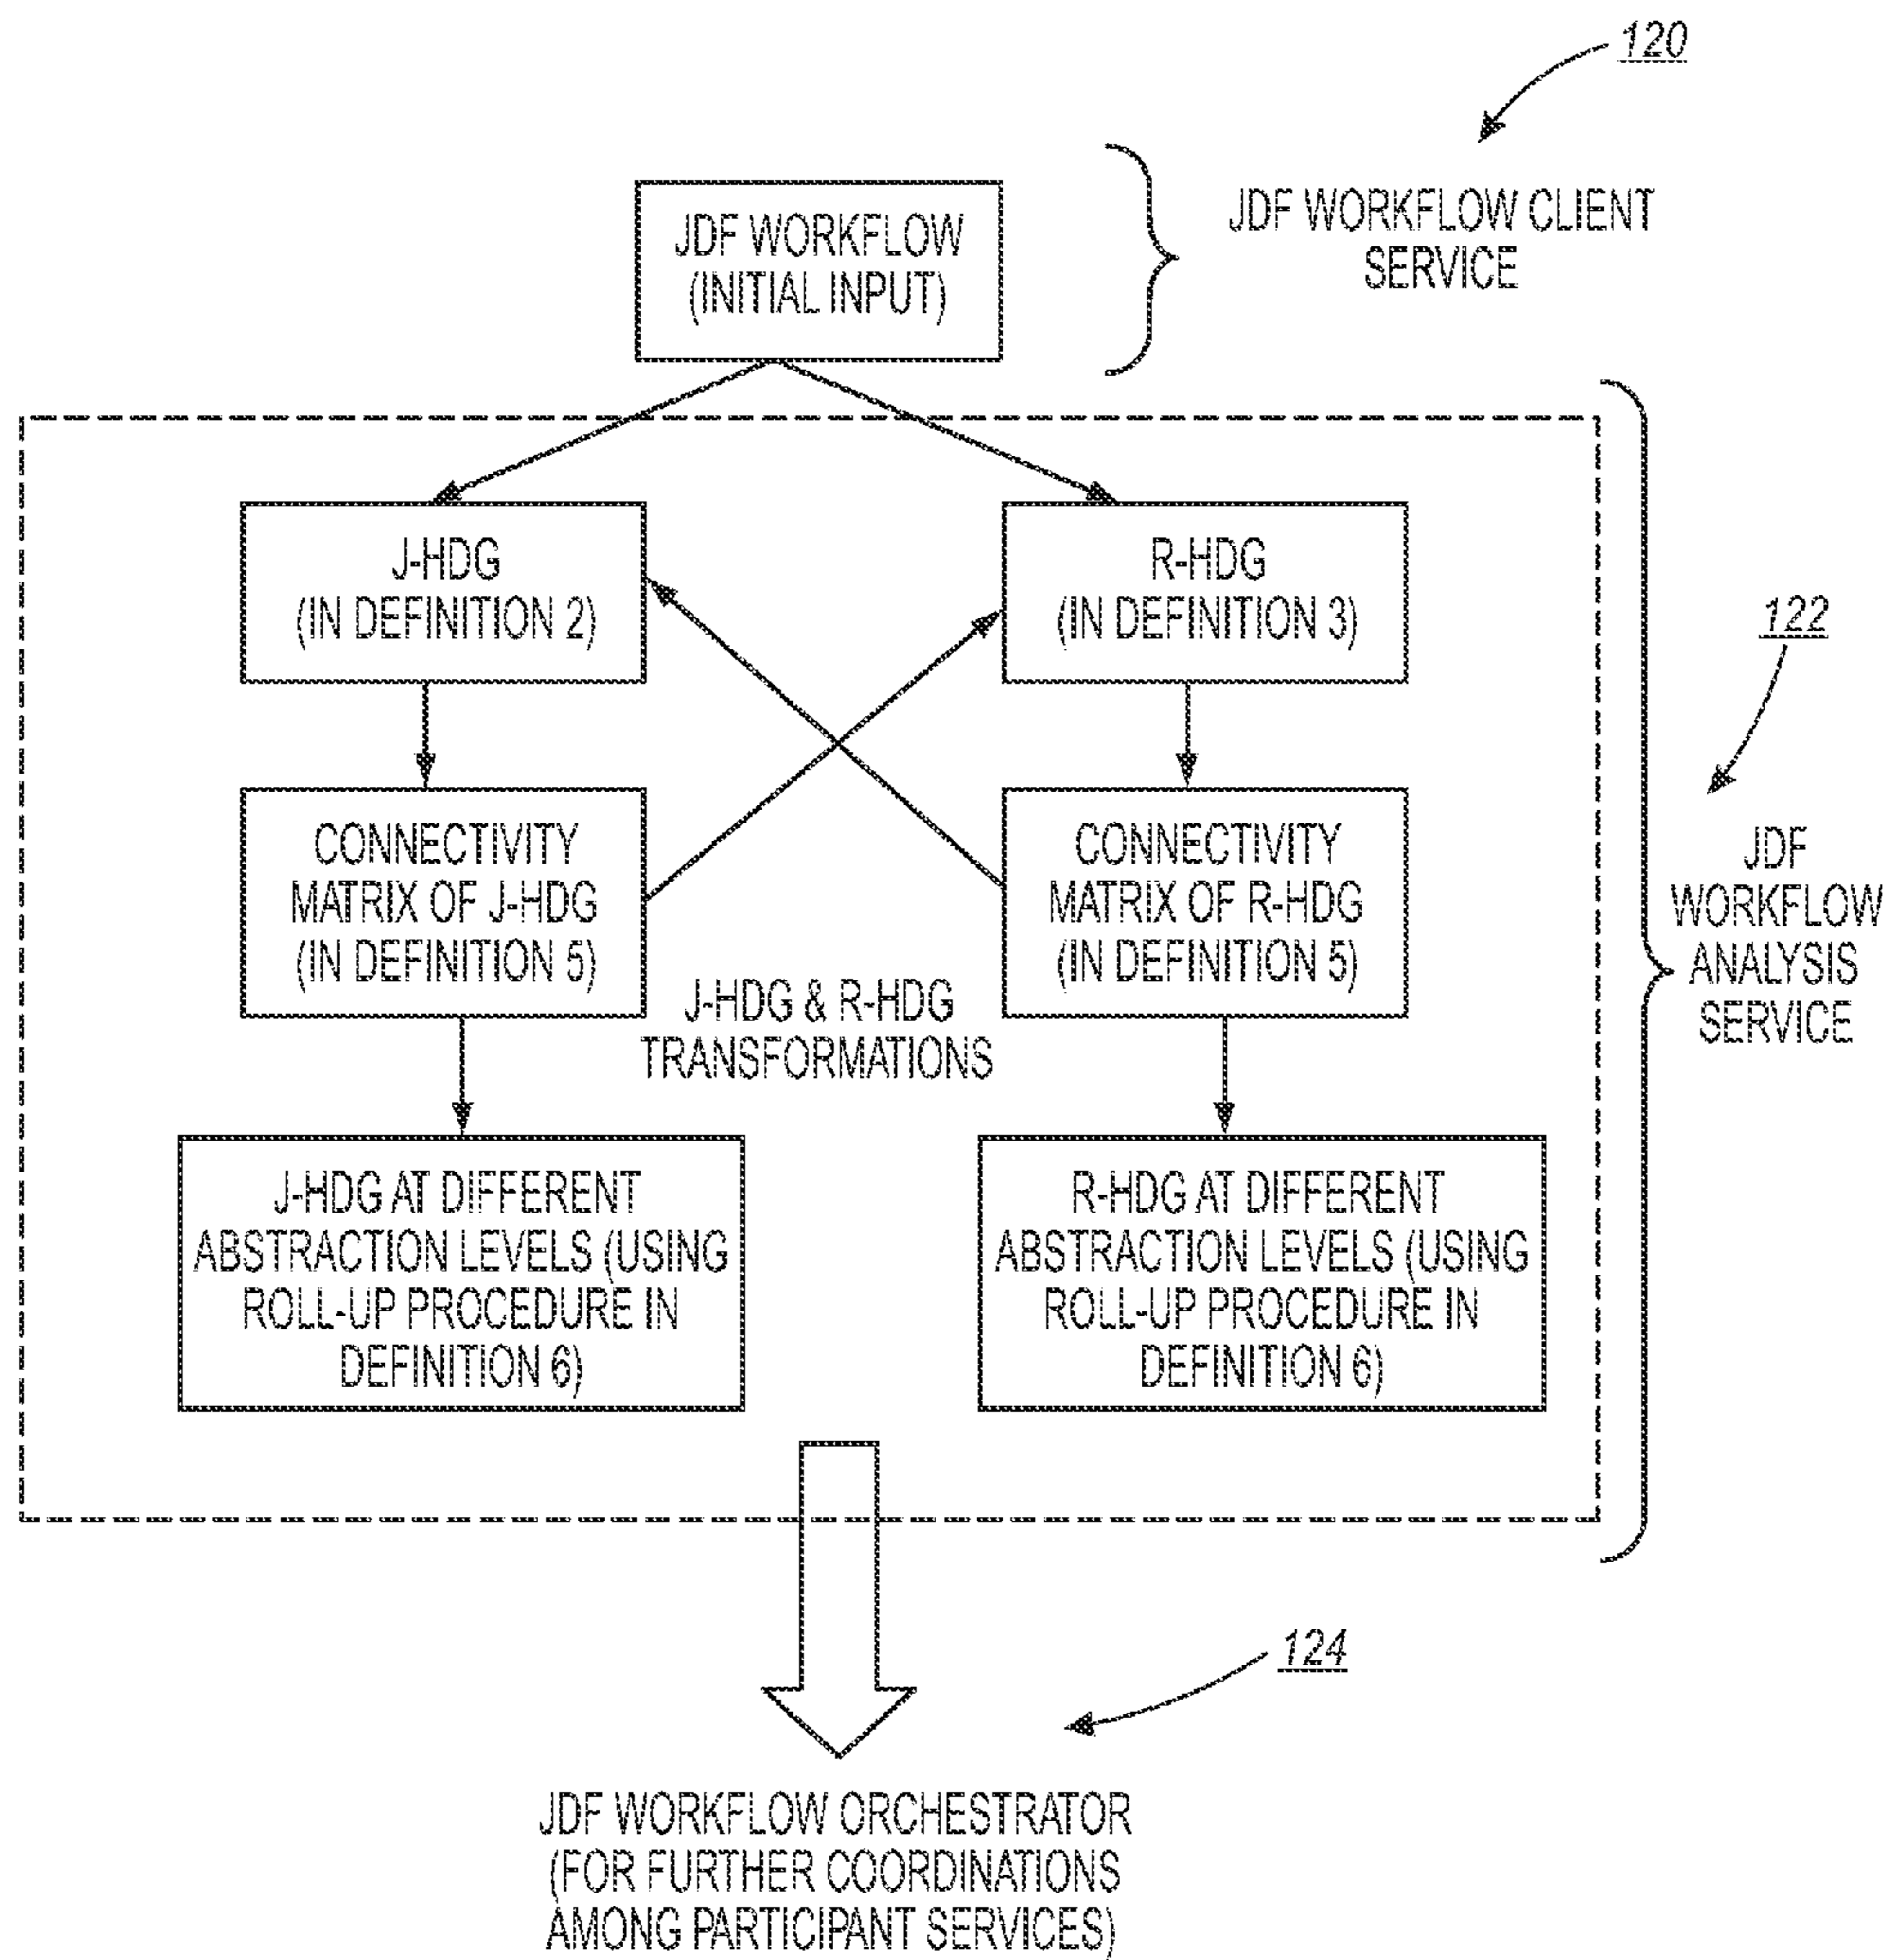 120
JDF WORKFLOW
(INITIAL INPUT)
JDF WORKFLOW CLIENT
SERVICE
J-HDG
(IN DEFINITION 2)
R-HDG
(IN DEFINITION 3)
122
CONNECTIVITY
MATRIX OF J-HDG
(IN DEFINITION 5)
CONNECTIVITY
MATRIX OF R-HDG
(IN DEFINITION 5)
JDF
WORKFLOW
ANALYSIS
SERVICE
J-HDG & R-HDG
TRANSFORMATIONS
J-HDG AT DIFFERENT
ABSTRACTION LEVELS (USING
ROLL-UP PROCEDURE IN
DEFINITION 6)
R-HDG AT DIFFERENT
ABSTRACTION LEVELS (USING
ROLL-UP PROCEDURE IN
DEFINITION 6)
124
JDF WORKFLOW ORCHESTRATOR
(FOR FURTHER COORDINATIONS
AMONG PARTICIPANT SERVICES)